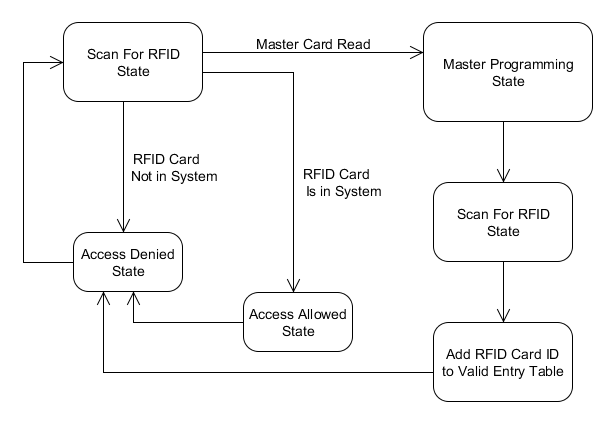 Scan For RFID
State
Master Card Read
Master Programming
State
RFID Card
Not in System
RFID Card
Is in System
Scan For RFID
State
Access Denied
State
Access Allowed
State
Add RFID Card ID
to Valid Entry Table